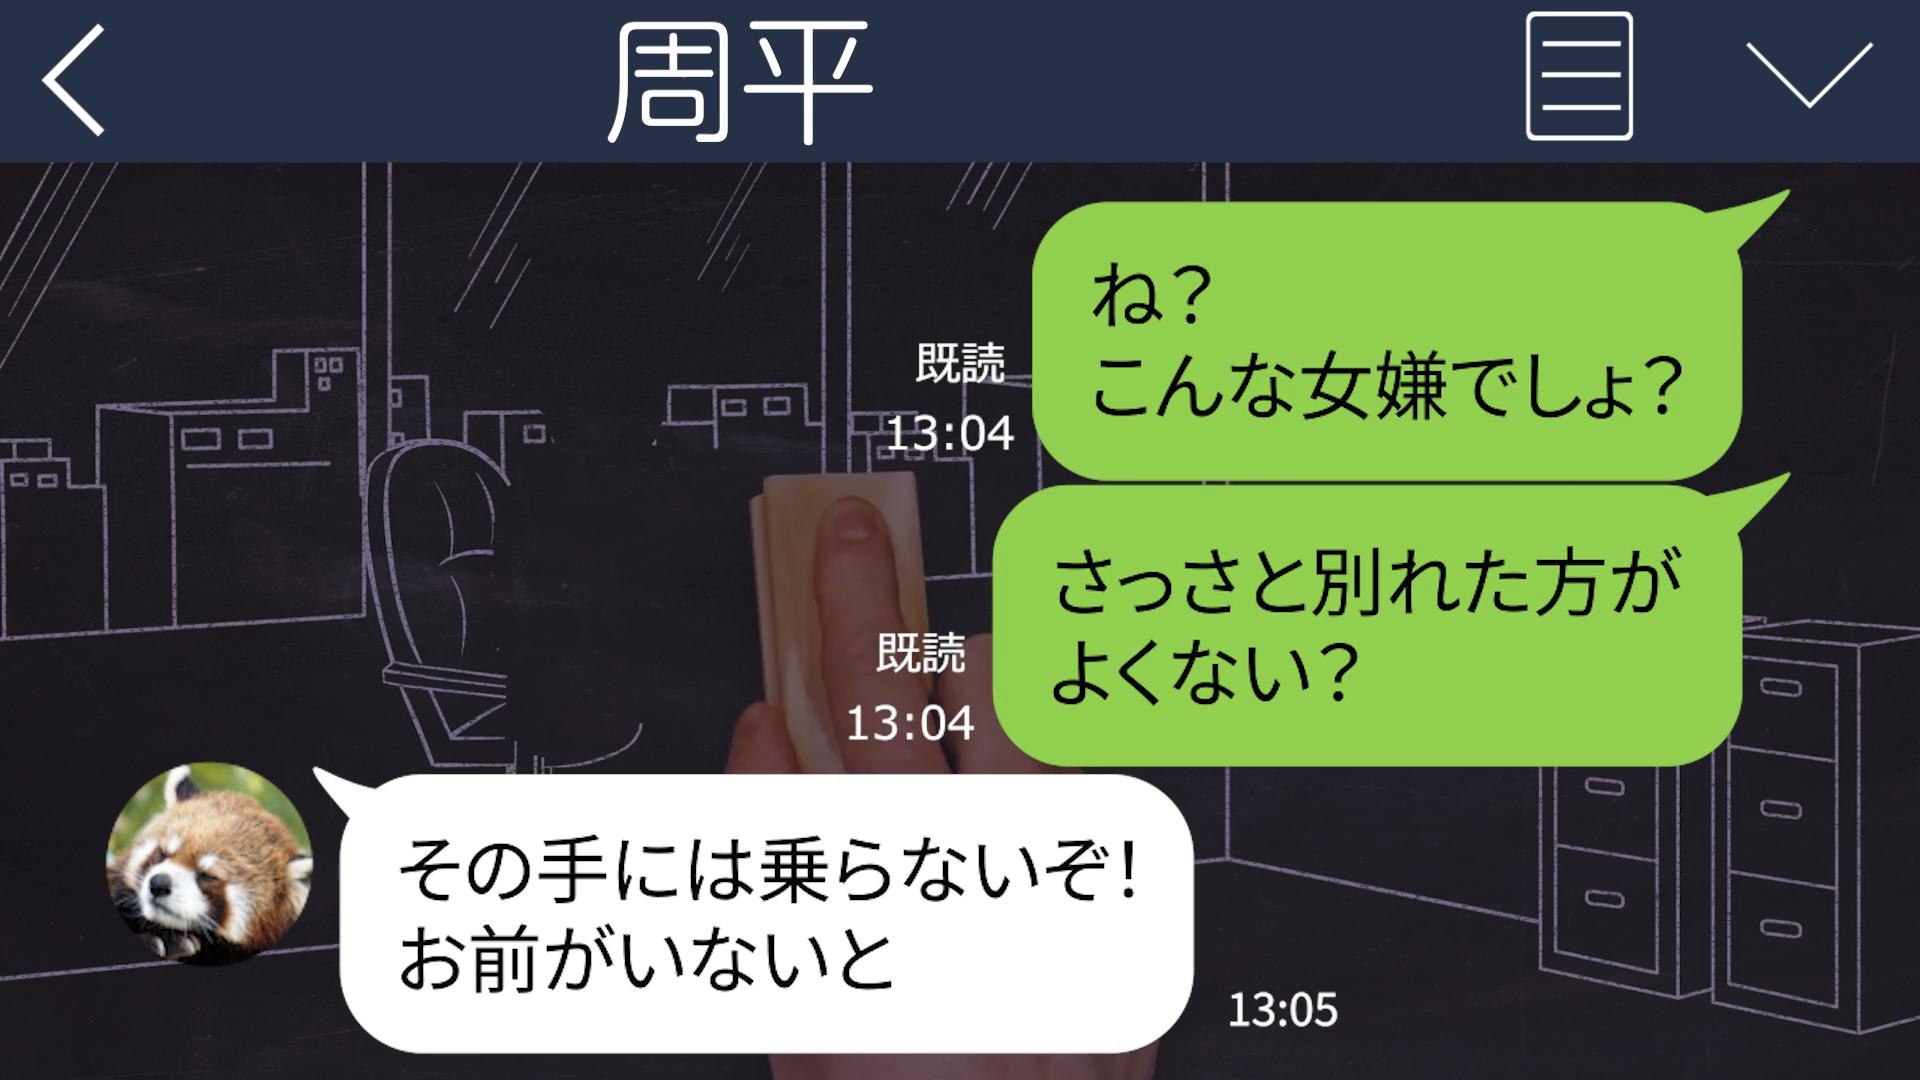 周平
ね？
こんな女嫌でしょ？
既読
13:04
さっさと別れた方が
よくない？
既読
13:04
その手には乗らないぞ！
お前がいないと
13:05